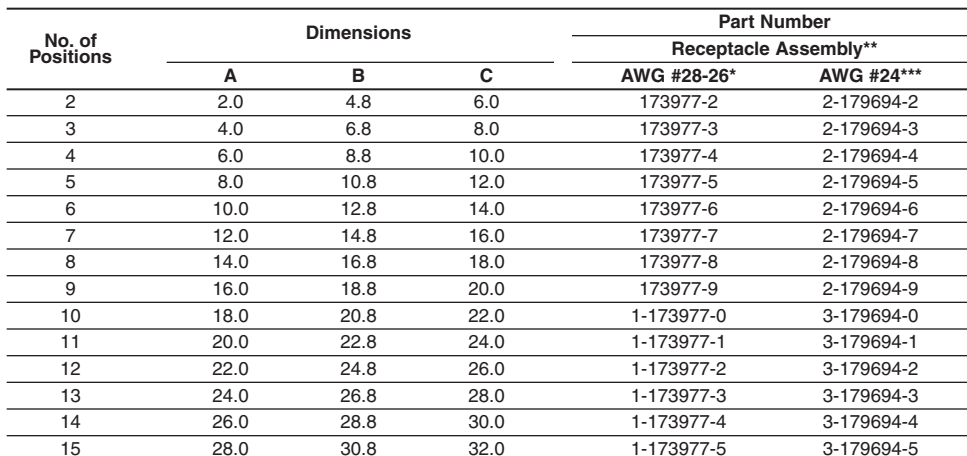 No. of Positions Dimensions Part Number
Receptacle Assembly**
A B C AWG #28-26* AWG #24***
2 2.0 4.8 6.0 173977-2 2-179694-2
3 4.0 6.8 8.0 173977-3 2-179694-3
4 6.0 8.8 10.0 173977-4 2-179694-4
5 8.0 10.8 12.0 173977-5 2-179694-5
6 10.0 12.8 14.0 173977-6 2-179694-6
7 12.0 14.8 16.0 173977-7 2-179694-7
8 14.0 16.8 18.0 173977-8 2-179694-8
9 16.0 18.8 20.0 173977-9 2-179694-9
10 18.0 20.8 22.0 1-173977-0 3-179694-0
11 20.0 22.8 24.0 1-173977-1 3-179694-1
12 22.0 24.8 26.0 1-173977-2 3-179694-2
13 24.0 26.8 28.0 1-173977-3 3-179694-3
14 26.0 28.8 30.0 1-173977-4 3-179694-4
15 28.0 30.8 32.0 1-173977-5 3-179694-5